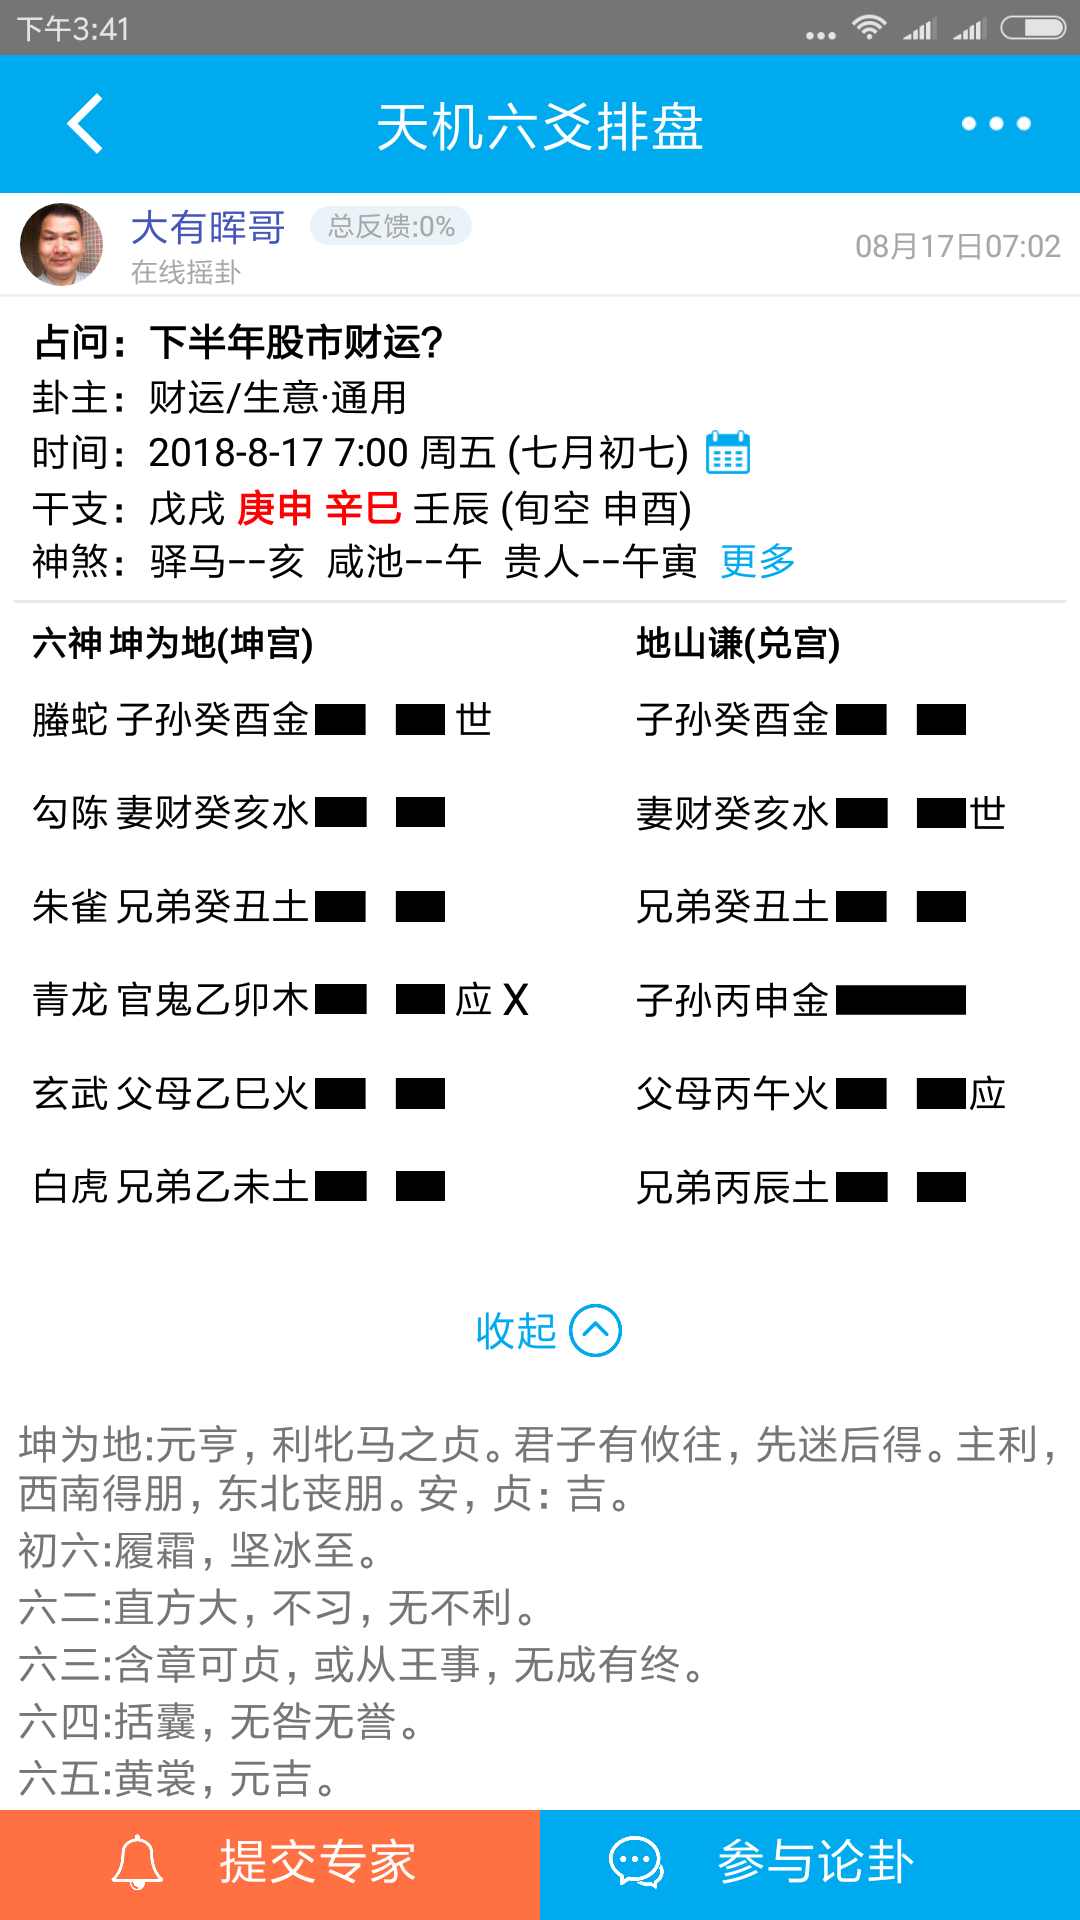 下午3:41
天机六爻排盘
大有晖哥 总反馈:0%
在线摇卦
08月17日07:02
占问：下半年股市财运?
卦主：财运/生意·通用
时间：2018-8-17 7:00 周五 (七月初七)
干支：戊戌 庚申 辛巳 壬辰 (旬空 申酉)
神煞：驿马--亥 咸池--午 贵人--午寅 更多
六神 坤为地(坤宫) 地山谦(兑宫)
螣蛇 子孙癸酉金 世 子孙癸酉金
勾陈 妻财癸亥水 妻财癸亥水 世
朱雀 兄弟癸丑土 兄弟癸丑土
青龙 官鬼乙卯木 应 X 子孙丙申金
玄武 父母乙巳火 父母丙午火 应
白虎 兄弟乙未土 兄弟丙辰土
收起
坤为地:元亨，利牝马之贞。君子有攸往，先迷后得。主利，
西南得朋，东北丧朋。安，贞：吉。
初六:履霜，坚冰至。
六二:直方大，不习，无不利。
六三:含章可贞，或从王事，无成有终。
六四:括囊，无咎无誉。
六五:黄裳，元吉。
提交专家 参与论卦